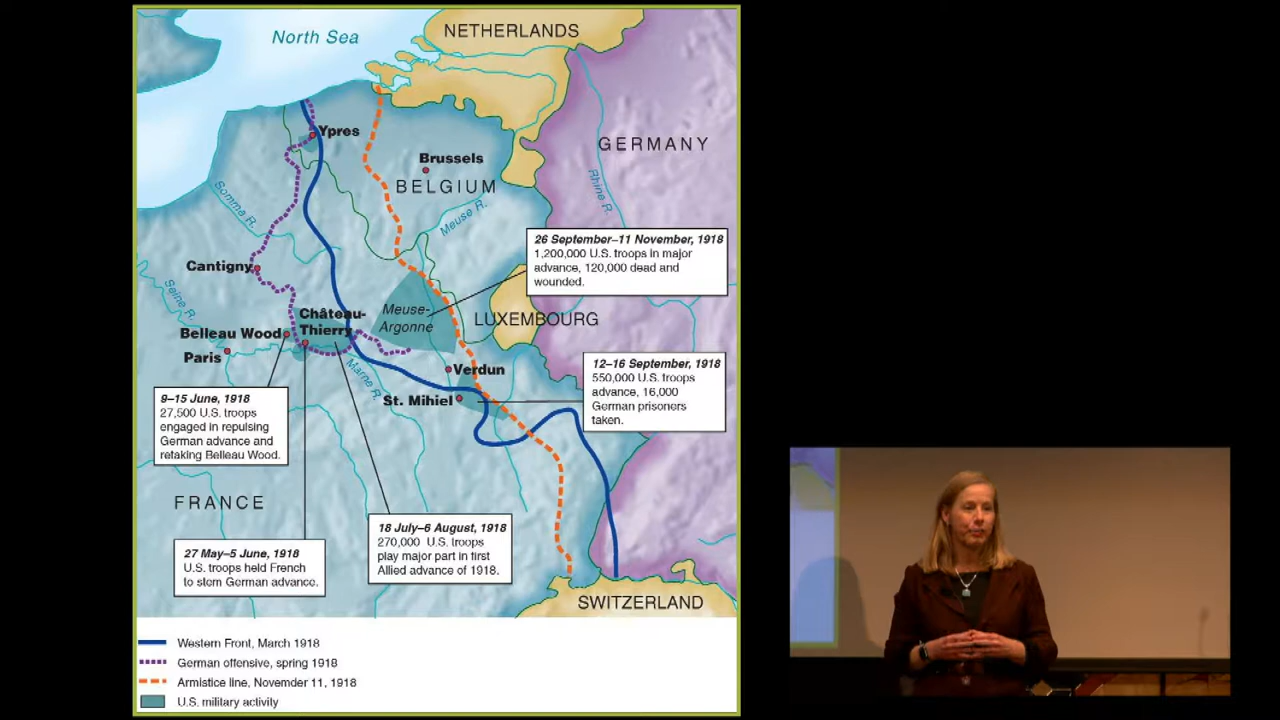 North Sea
NETHERLANDS
Ypres
GERMANY
Brussels
BELGIUM
Rhine R.
Somme R.
Meuse R.
26 September–11 November, 1918
1,200,000 U.S. troops in major
advance, 120,000 dead and
wounded.
Cantigny
Seine R.
Château-
Thierry
Meuse-
Argonne
LUXEMBOURG
Belleau Wood
Paris
Marne R.
Verdun
St. Mihiel
12–16 September, 1918
550,000 U.S. troops
advance, 16,000
German prisoners
taken.
9–15 June, 1918
27,500 U.S. troops
engaged in repulsing
German advance and
retaking Belleau Wood.
FRANCE
18 July–6 August, 1918
270,000 U.S. troops
play major part in first
Allied advance of 1918.
27 May–5 June, 1918
U.S. troops held French
to stem German advance.
SWITZERLAND
Western Front, March 1918
German offensive, spring 1918
Armistice line, Novemder 11, 1918
U.S. military activity